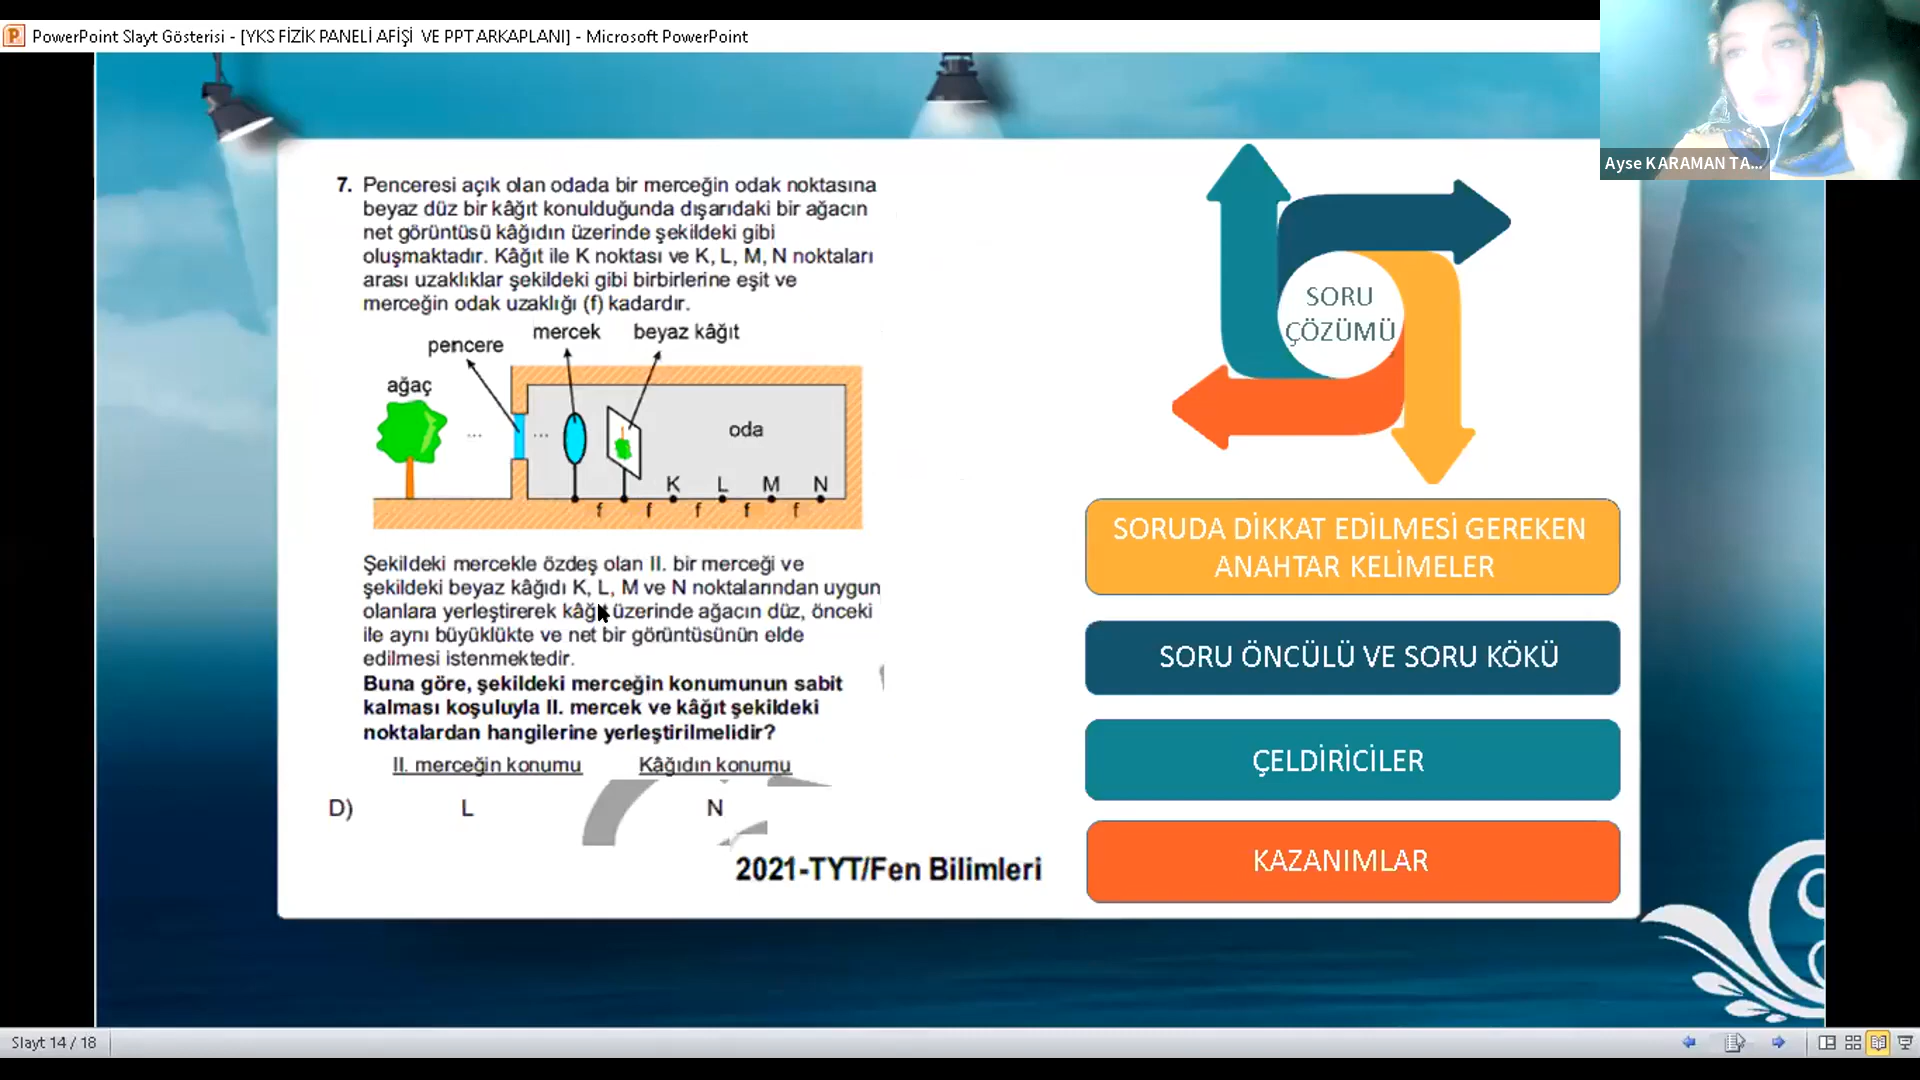 PowerPoint Slayt Gösterisi - [YKS FİZİK PANELİ AFİŞİ VE PPT ARKAPLANI] - Microsoft PowerPoint
Ayse KARAMAN TA...
7. Penceresi açık olan odada bir merceğin odak noktasına
beyaz düz bir kâğıt konulduğunda dışarıdaki bir ağacın
net görüntüsü kâğıdın üzerinde şekildeki gibi
oluşmaktadır. Kâğıt ile K noktası ve K, L, M, N noktaları
arası uzaklıklar şekildeki gibi birbirlerine eşit ve
merceğin odak uzaklığı (f) kadardır.
mercek beyaz kâğıt
pencere
ağaç
... ...
oda
K L M N
f f f f f
Şekildeki mercekle özdeş olan II. bir merceği ve
şekildeki beyaz kâğıdı K, L, M ve N noktalarından uygun
olanlara yerleştirerek kâğıt üzerinde ağacın düz, önceki
ile aynı büyüklükte ve net bir görüntüsünün elde
edilmesi istenmektedir.
Buna göre, şekildeki merceğin konumunun sabit
kalması koşuluyla II. mercek ve kâğıt şekildeki
noktalardan hangilerine yerleştirilmelidir?
II. merceğin konumu Kâğıdın konumu
D) L N
2021-TYT/Fen Bilimleri
SORU
ÇÖZÜMÜ
SORUDA DİKKAT EDİLMESİ GEREKEN
ANAHTAR KELİMELER
SORU ÖNCÜLÜ VE SORU KÖKÜ
ÇELDİRİCİLER
KAZANIMLAR
Slayt 14 / 18